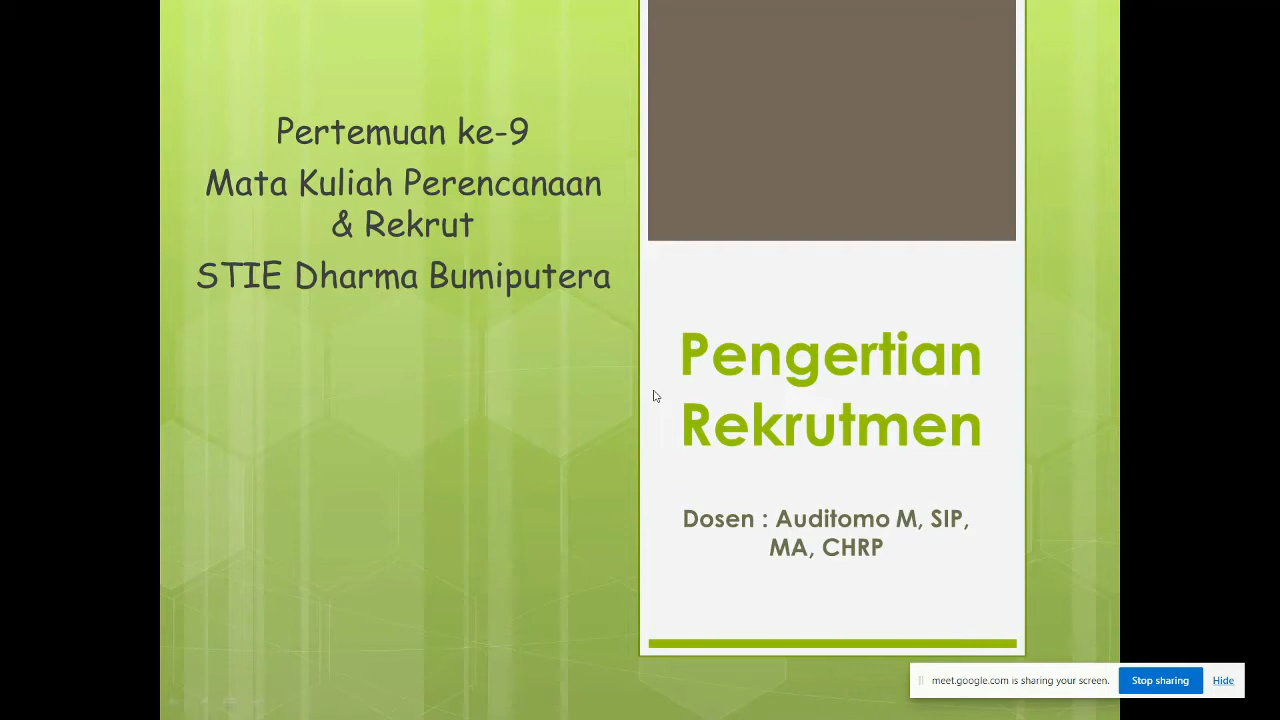 Pertemuan ke-9
Mata Kuliah Perencanaan
& Rekrut
STIE Dharma Bumiputera
Pengertian
Rekrutmen
Dosen : Auditomo M, SIP,
MA, CHRP
meet.google.com is sharing your screen.
Stop sharing
Hide